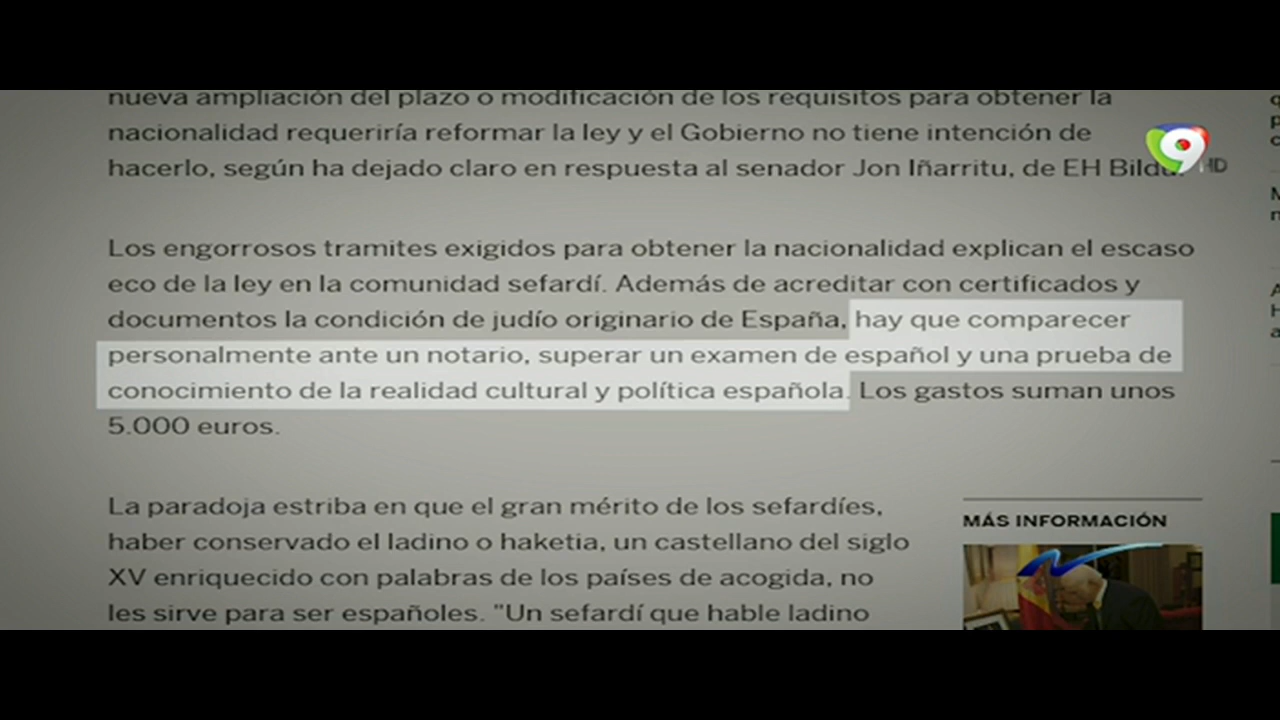 nueva ampliación del plazo o modificación de los requisitos para obtener la
nacionalidad requeriría reformar la ley y el Gobierno no tiene intención de
hacerlo, según ha dejado claro en respuesta al senador Jon Iñarritu, de EH Bildu.
9 HD
Los engorrosos tramites exigidos para obtener la nacionalidad explican el escaso
eco de la ley en la comunidad sefardí. Además de acreditar con certificados y
documentos la condición de judío originario de España, hay que comparecer
personalmente ante un notario, superar un examen de español y una prueba de
conocimiento de la realidad cultural y política española. Los gastos suman unos
5.000 euros.
La paradoja estriba en que el gran mérito de los sefardíes,
haber conservado el ladino o haketia, un castellano del siglo
XV enriquecido con palabras de los países de acogida, no
les sirve para ser españoles. "Un sefardí que hable ladino
MÁS INFORMACIÓN